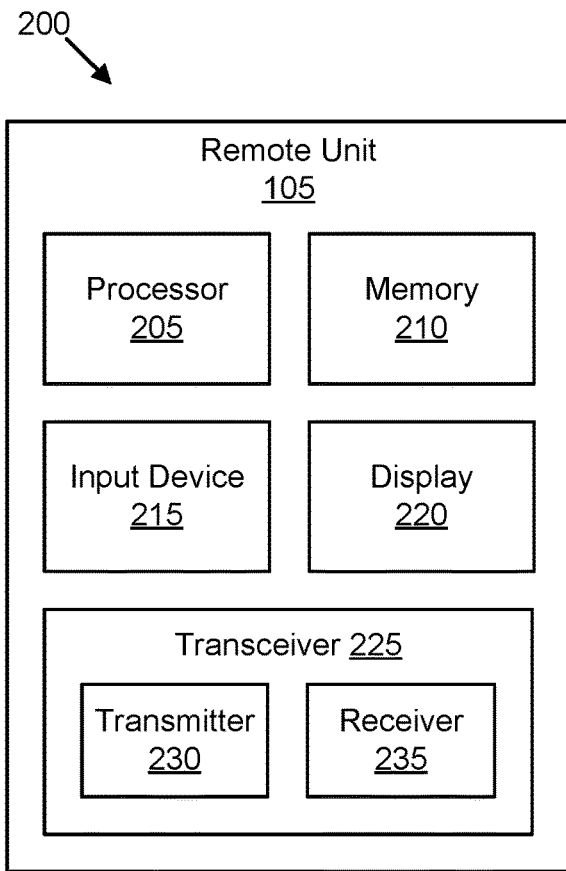 200
Remote Unit
105
Processor
205
Memory
210
Input Device
215
Display
220
Transceiver 225
Transmitter
230
Receiver
235